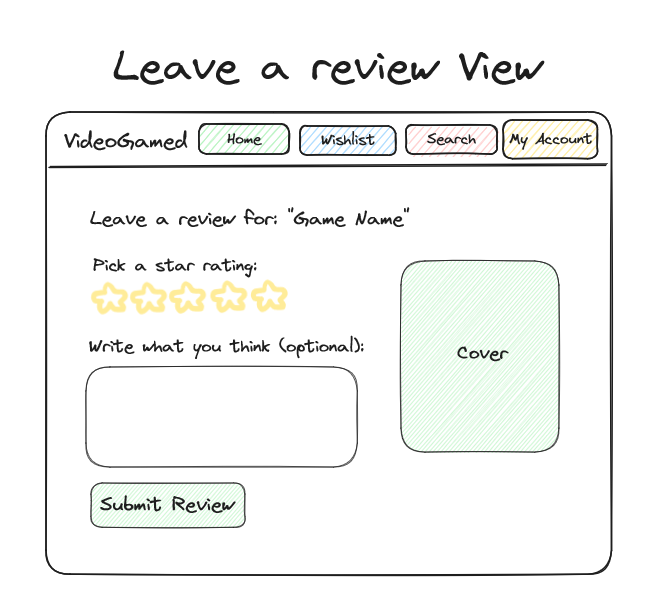 Leave a review View
VideoGamed Home Wishlist Search My Account
Leave a review for: "Game Name"
Pick a star rating:
Write what you think (optional):
Cover
Submit Review